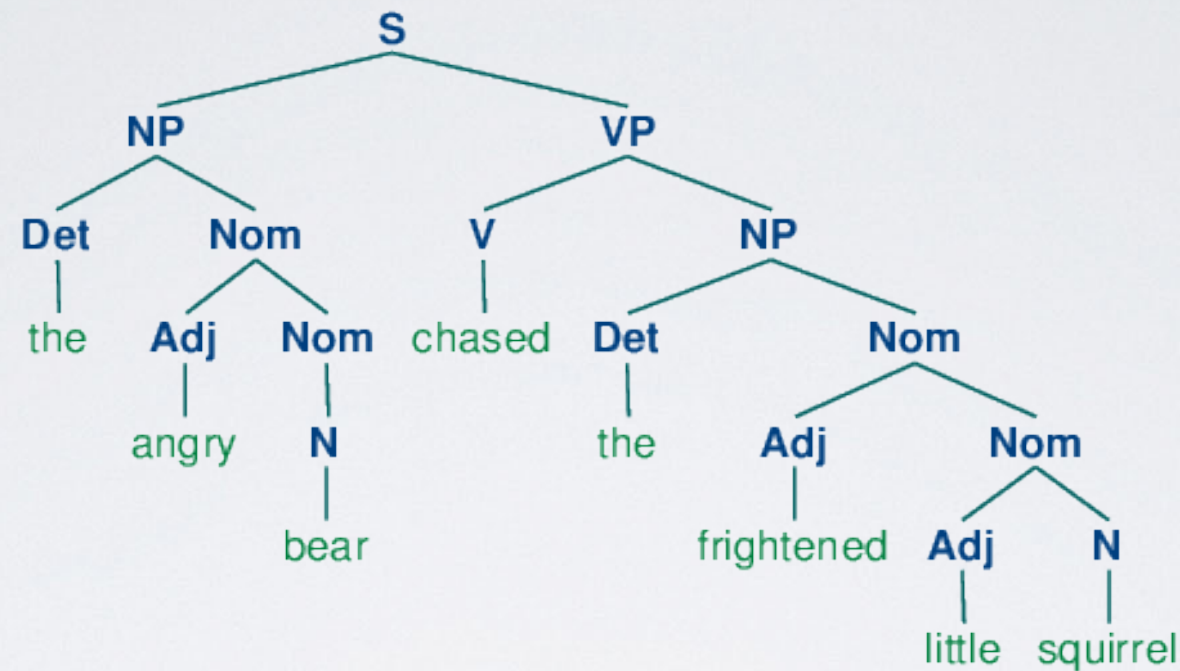 S
NP VP
Det Nom V NP
the Adj Nom chased Det Nom
angry N the Adj Nom
bear frightened Adj N
little squirrel